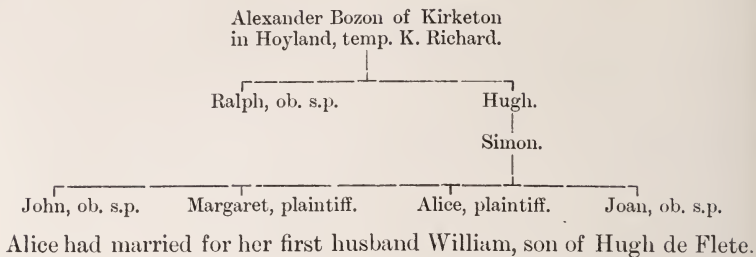 Alexander Bozon of Kirketon
in Hoyland, temp. K. Richard.
Ralph, ob. s.p. Hugh.
Simon.
John, ob. s.p. Margaret, plaintiff. Alice, plaintiff. Joan, ob. s.p.
Alice had married for her first husband William, son of Hugh de Flete.